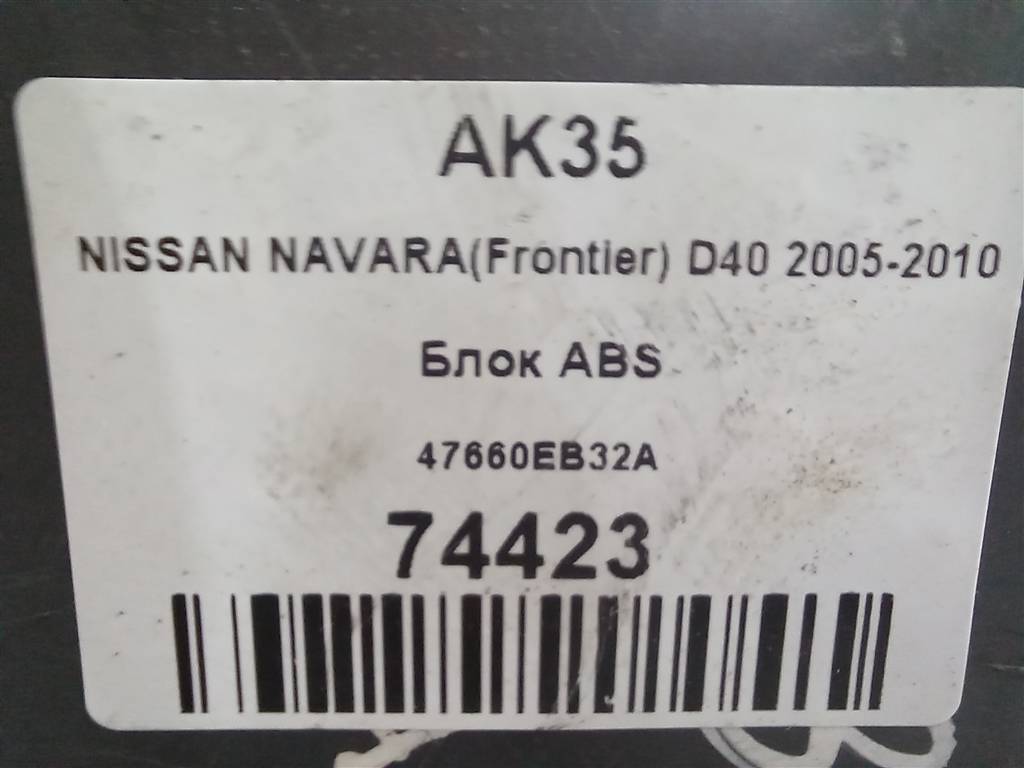 AK35
NISSAN NAVARA(Frontier) D40 2005-2010
Блок ABS
47660EB32A
74423